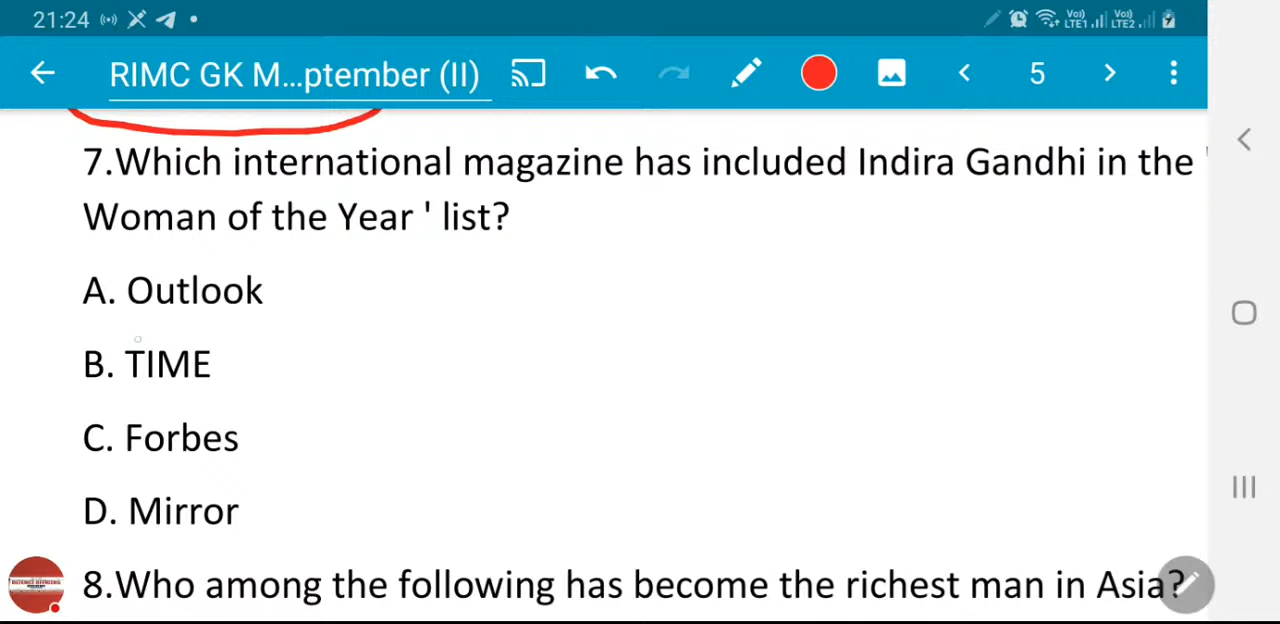 21:24
RIMC GK M...ptember (II)
5
7.Which international magazine has included Indira Gandhi in the '
Woman of the Year ' list?
A. Outlook
B. TIME
C. Forbes
D. Mirror
8.Who among the following has become the richest man in Asia?